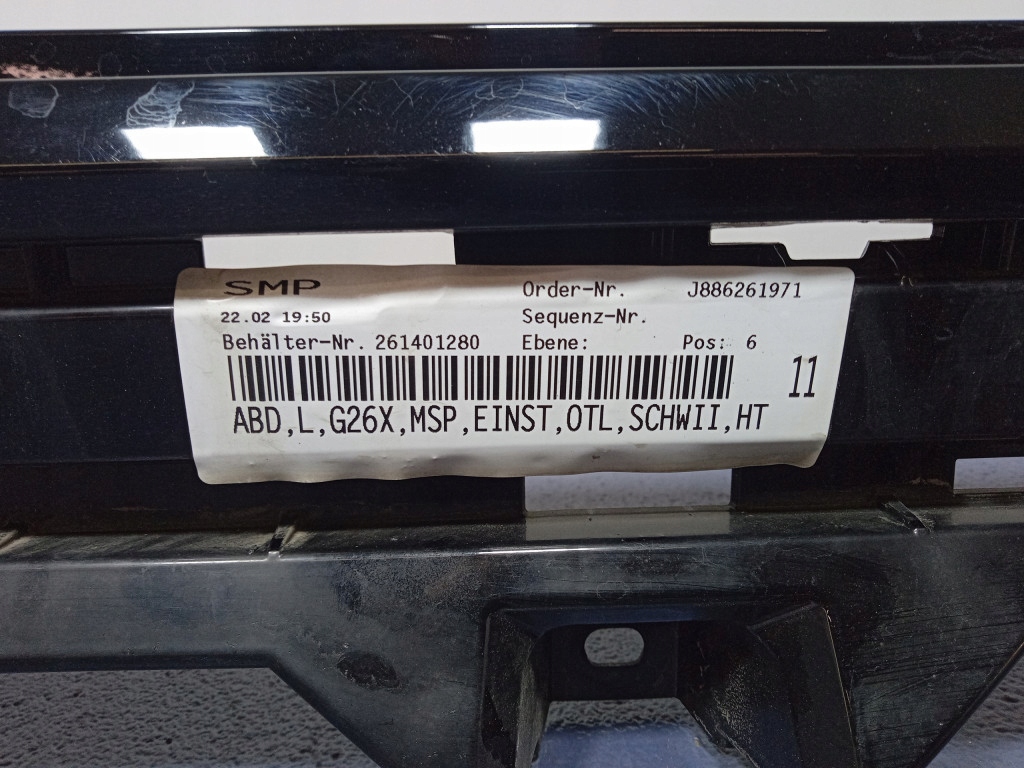 SMP
Order-Nr. J886261971
22.02 19:50
Sequenz-Nr.
Behälter-Nr. 261401280 Ebene: Pos: 6
11
ABD,L,G26X,MSP,EINST,OTL,SCHWII,HT